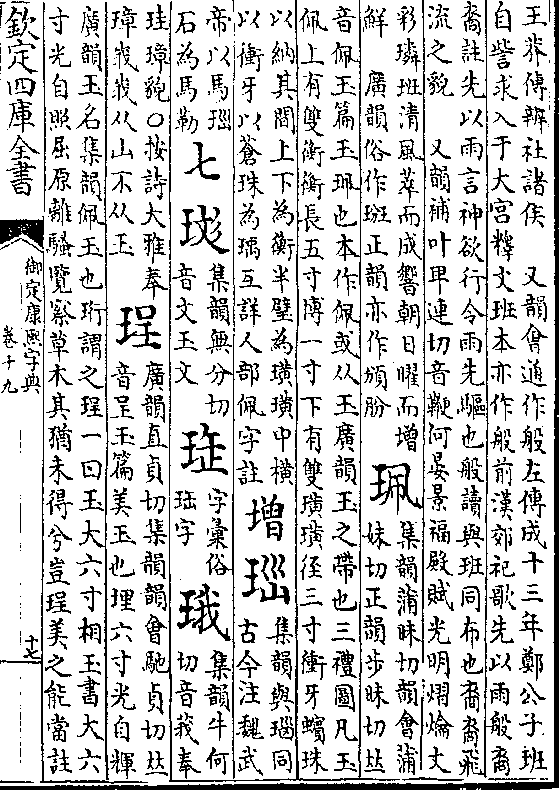 王莽傳辨社諸侯　又韻會通作般左傳成十三年鄭公子班
自訾求入于大宫釋文班本亦作般前漢郊祀歌先以雨般裔
裔註先以雨言神欲行令雨先驅也般讀與班同布也裔裔飛
流之貌　又韻補叶卑連切音鞭何晏景福殿賦光明熠爚文
彩璘班清風萃而成響朝日曜而增
鮮　廣韻俗作㻞正韻亦作頒朌
珮
集韻蒲昧切韻會蒲
妹切正韻步昧切𠀤
音佩玉篇玉珮也本作佩或从玉廣韻玉之帶也三禮圖凡玉
佩上有雙衡衡長五寸博一寸下有雙璜璜徑三寸衝牙蠙珠
以納其間上下為衡半璧為璜璜中橫
以衝牙以蒼珠為瑀互詳人部佩字註
增
𤥐
集韻與瑙同
古今注魏武
帝以馬瑙
石為馬勒
七
㺿
集韻無分切
音文玉文
𤤴
字彙俗
珐字
珴
集韻牛何
切音莪奉
珪璋貌○按詩大雅奉
璋峩峩从山不从玉
珵
廣韻直貞切集韻韻會馳貞切𠀤
音呈玉篇美玉也埋六寸光自輝
廣韻玉名集韻佩玉也珩謂之珵一曰玉大六寸相玉書大六
寸光自照屈原離騷覽察草木其猶未得兮豈珵美之能當註
欽定四庫全書
御定康熙字典
卷十九
十七